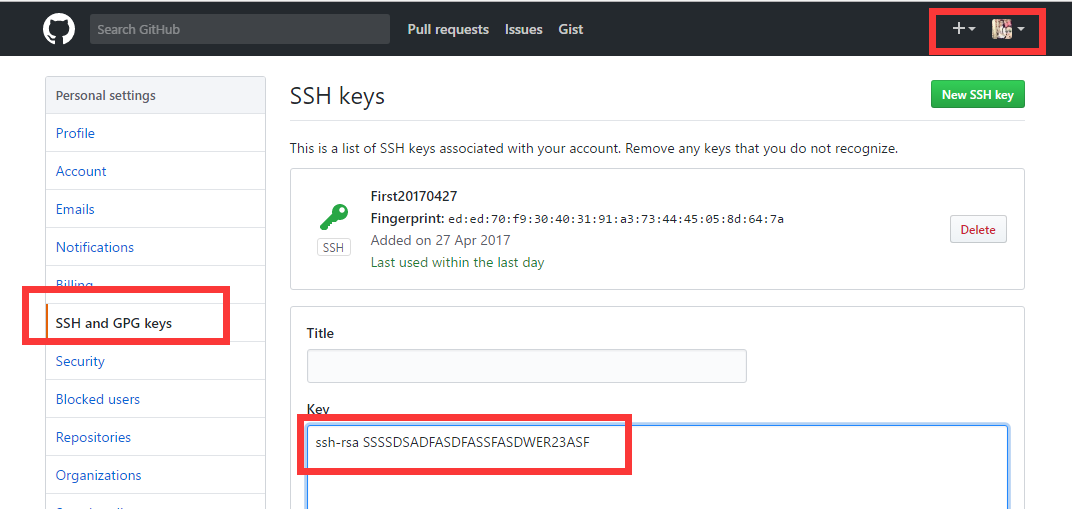 Search GitHub
Pull requests
Issues
Gist
Personal settings
Profile
Account
Emails
Notifications
Billing
SSH and GPG keys
Security
Blocked users
Repositories
Organizations
SSH keys
New SSH key
This is a list of SSH keys associated with your account. Remove any keys that you do not recognize.
First20170427
Fingerprint: ed:ed:70:f9:30:40:31:91:a3:73:44:45:05:8d:64:7a
Added on 27 Apr 2017
Last used within the last day
SSH
Delete
Title
Key
ssh-rsa SSSSDSADFASDFASSFASDWER23ASF